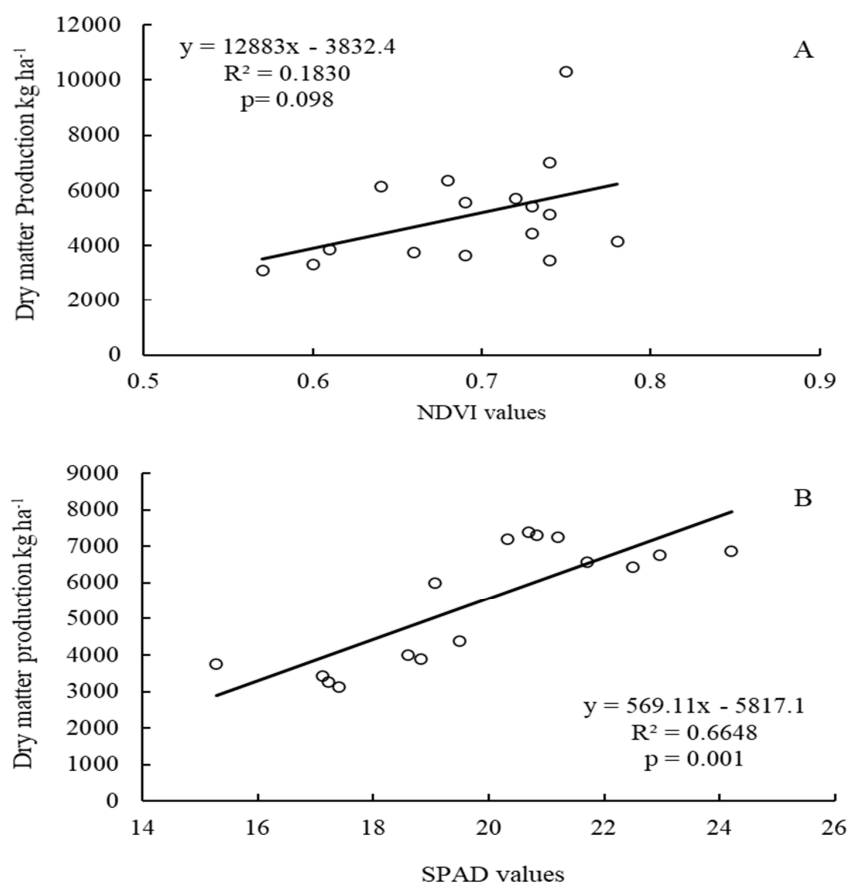 12000
10000
8000
6000
4000
2000
0
Dry matter Production kg ha⁻¹
y = 12883x - 3832.4
R² = 0.1830
p= 0.098
A
0.5 0.6 0.7 0.8 0.9
NDVI values
9000
8000
7000
6000
5000
4000
3000
2000
1000
0
Dry matter production kg ha⁻¹
B
y = 569.11x - 5817.1
R² = 0.6648
p = 0.001
14 16 18 20 22 24 26
SPAD values